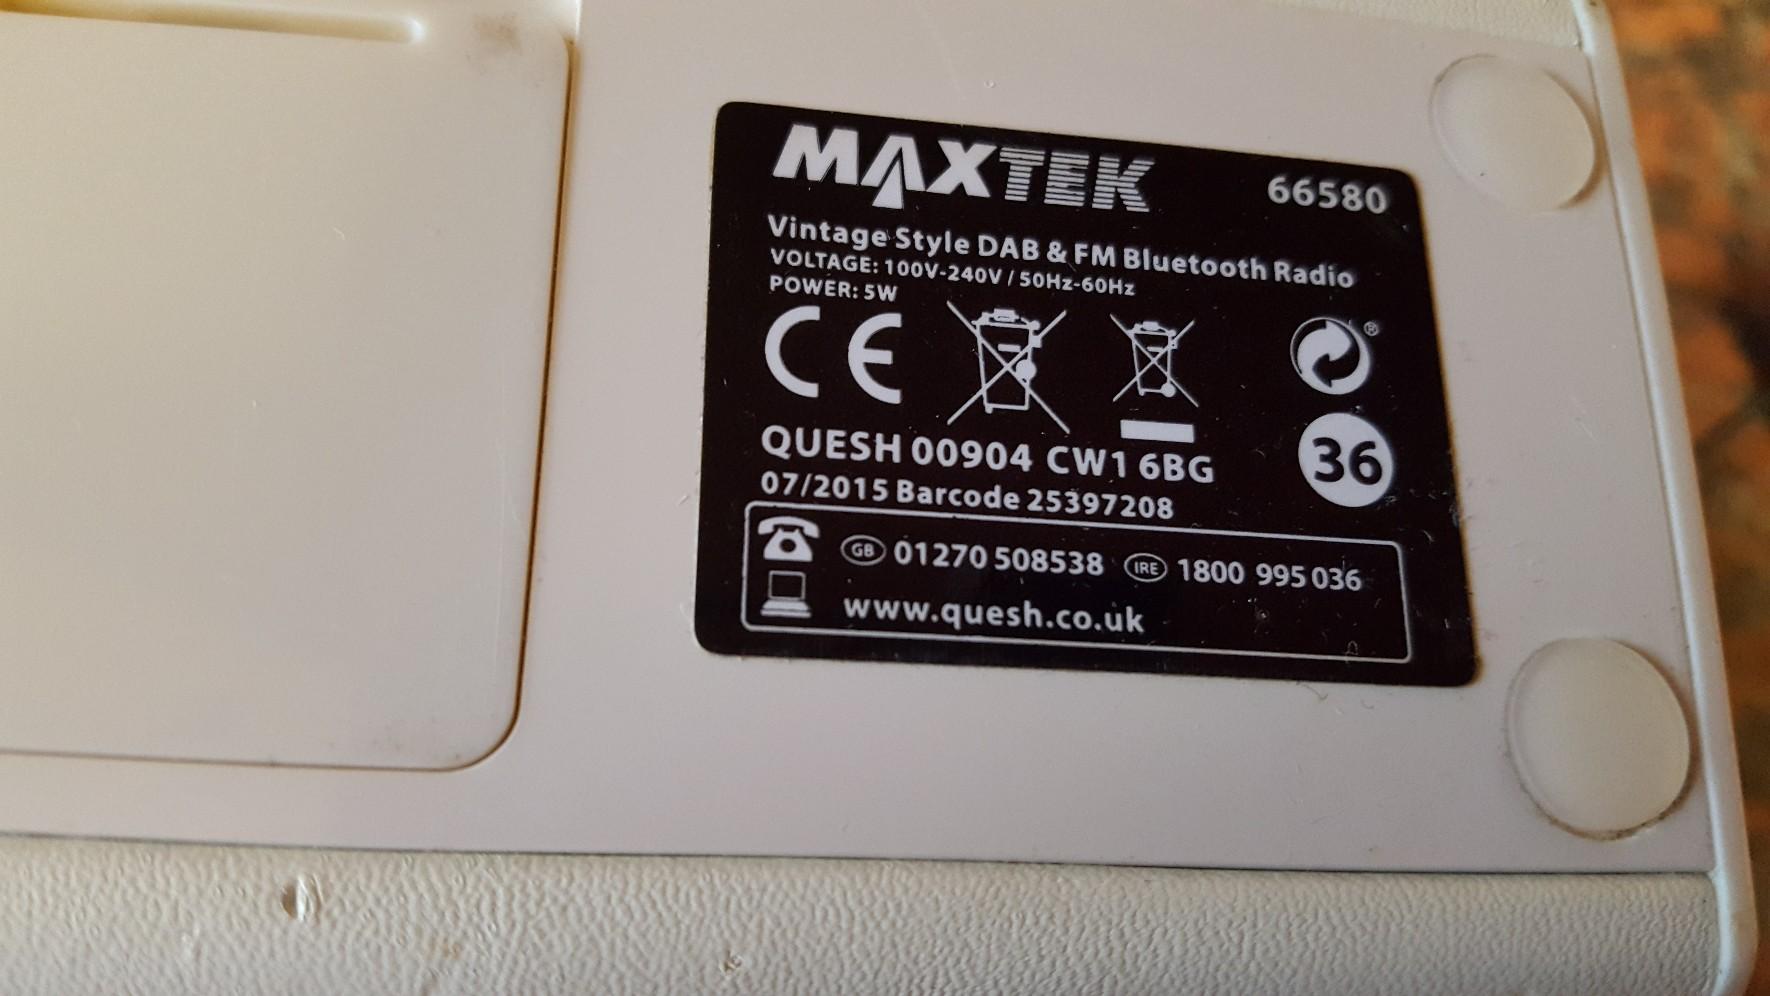 MAXTEK 66580
Vintage Style DAB & FM Bluetooth Radio
VOLTAGE: 100V-240V / 50Hz-60Hz
POWER: 5W
CE
®
36
QUESH 00904 CW1 6BG
07/2015 Barcode 25397208
GB 01270 508538 IRE 1800 995 036
www.quesh.co.uk